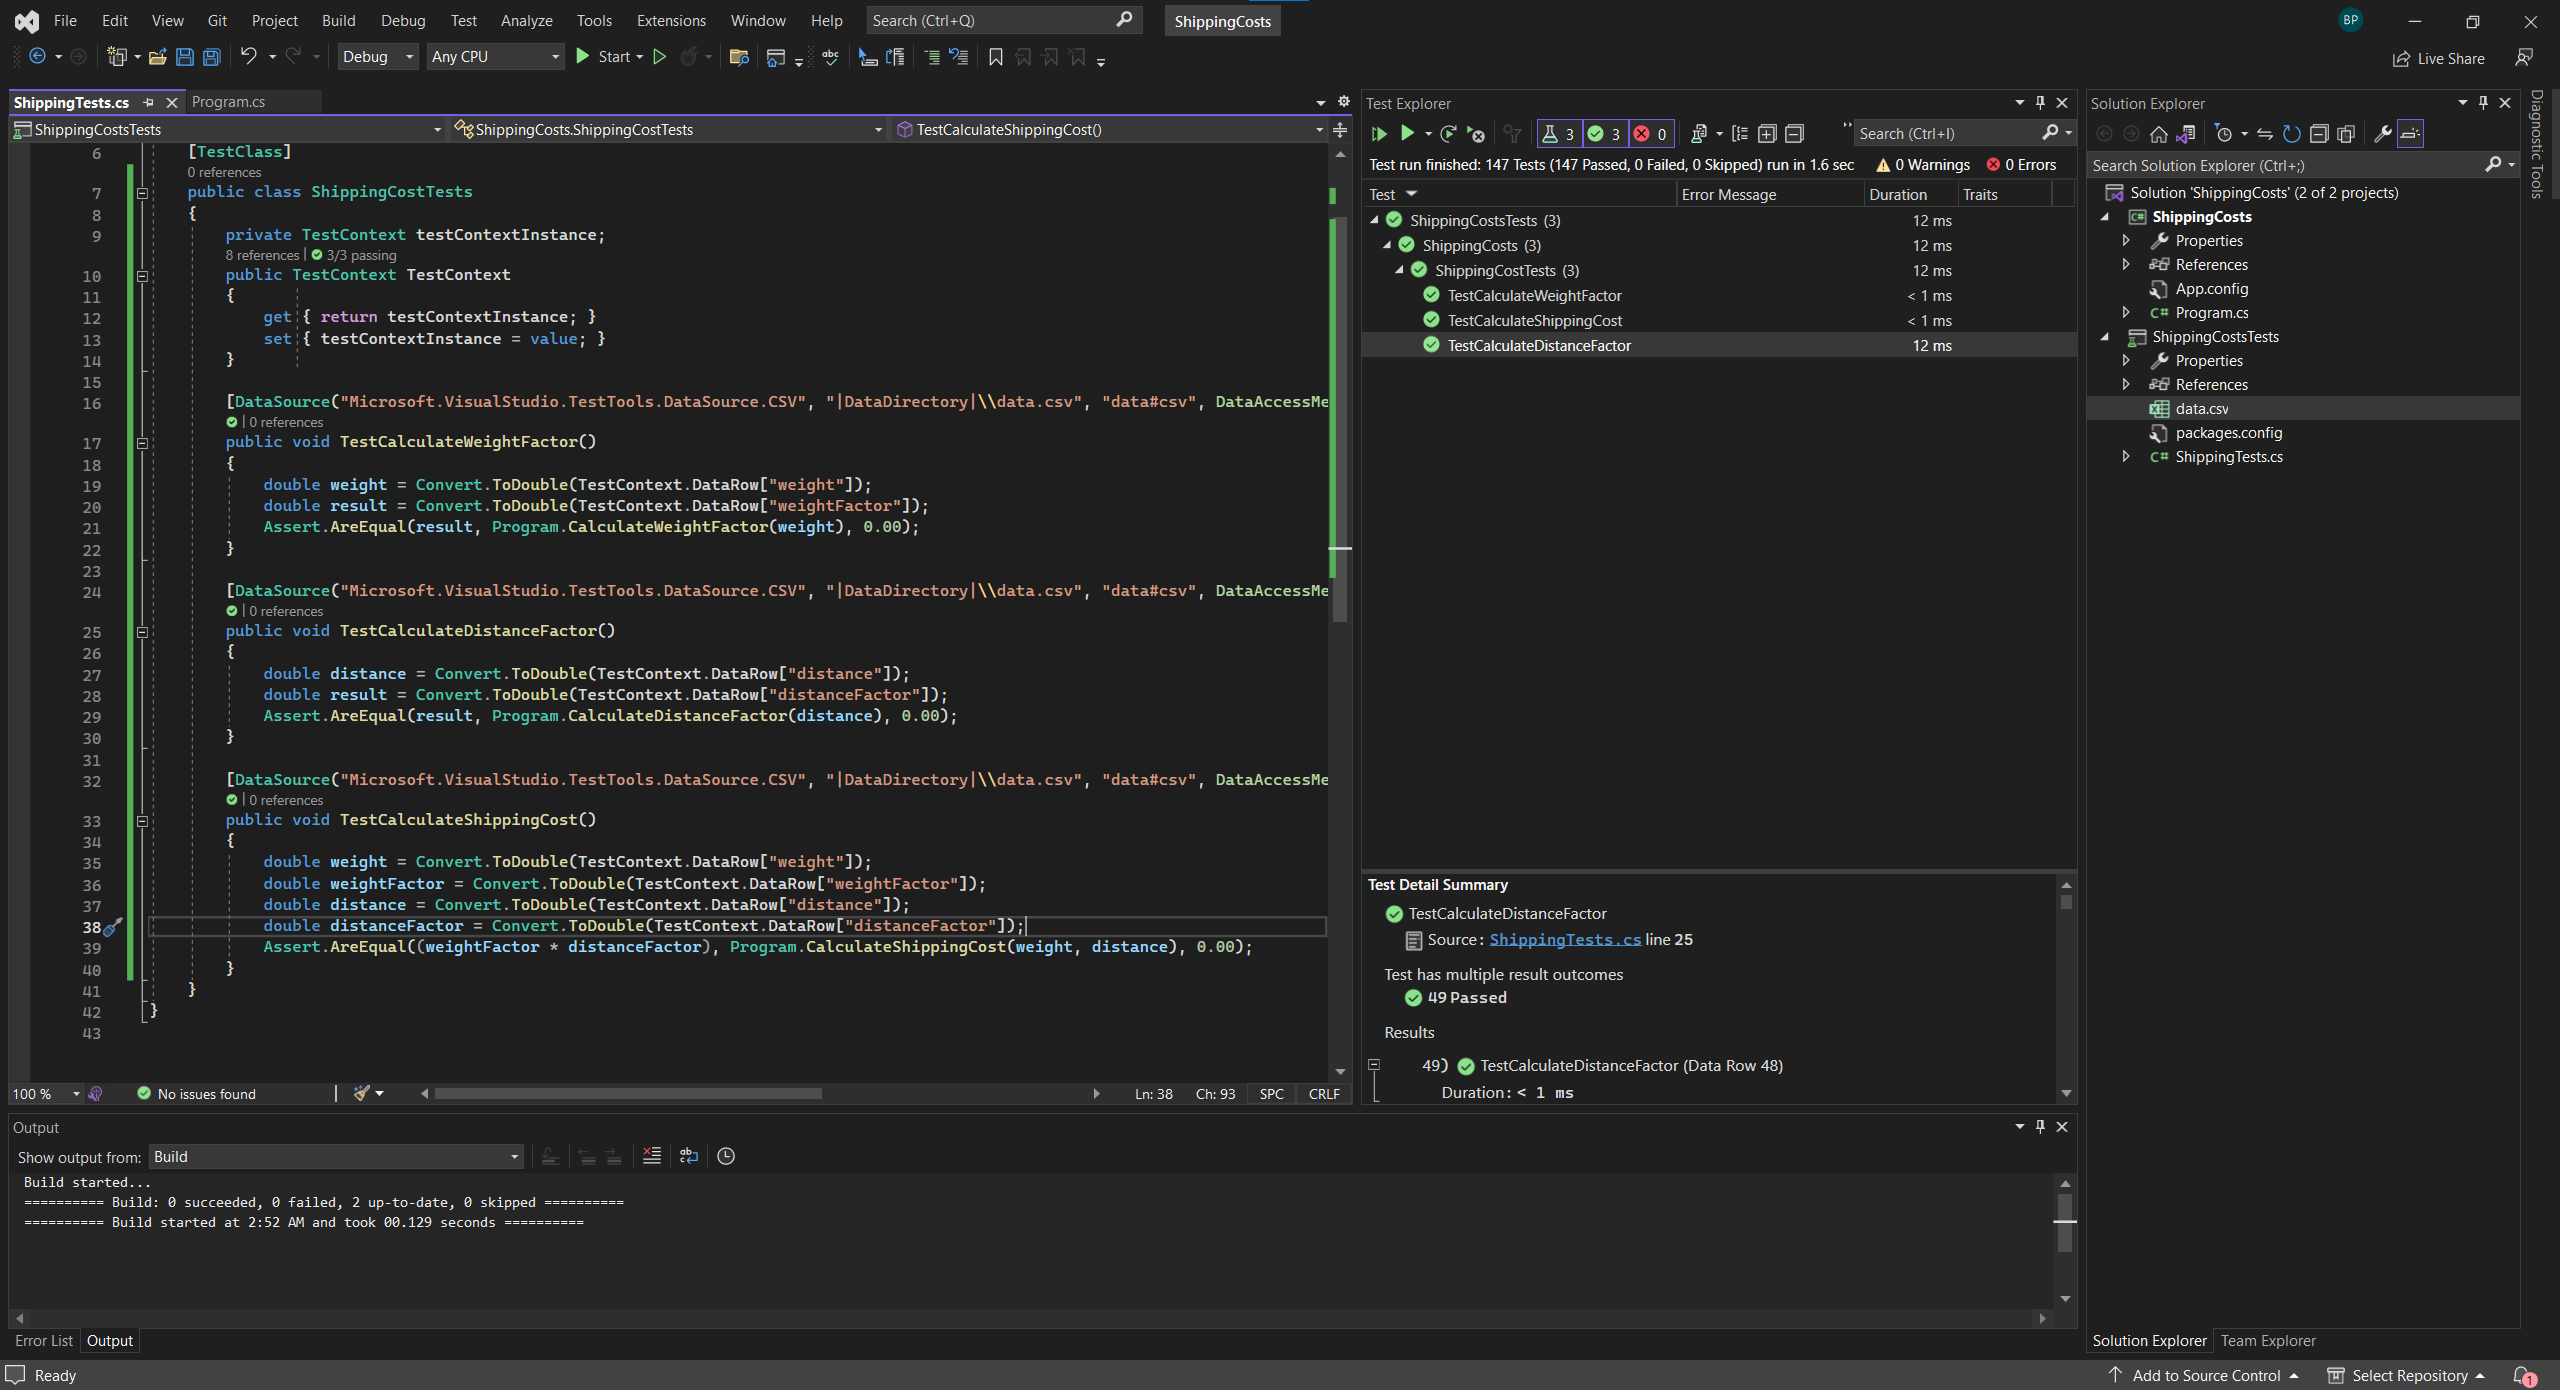 File Edit View Git Project Build Debug Test Analyze Tools Extensions Window Help Search (Ctrl+Q) ShippingCosts BP
Debug Any CPU Start Live Share
ShippingTests.cs Program.cs
ShippingCostsTests ShippingCosts.ShippingCostTests TestCalculateShippingCost()
6 [TestClass]
0 references
7 public class ShippingCostTests
8 {
9 private TestContext testContextInstance;
8 references | 3/3 passing
10 public TestContext TestContext
11 {
12 get { return testContextInstance; }
13 set { testContextInstance = value; }
14 }
15
16 [DataSource("Microsoft.VisualStudio.TestTools.DataSource.CSV", "|DataDirectory|\\data.csv", "data#csv", DataAccessMe
| 0 references
17 public void TestCalculateWeightFactor()
18 {
19 double weight = Convert.ToDouble(TestContext.DataRow["weight"]);
20 double result = Convert.ToDouble(TestContext.DataRow["weightFactor"]);
21 Assert.AreEqual(result, Program.CalculateWeightFactor(weight), 0.00);
22 }
23
24 [DataSource("Microsoft.VisualStudio.TestTools.DataSource.CSV", "|DataDirectory|\\data.csv", "data#csv", DataAccessMe
| 0 references
25 public void TestCalculateDistanceFactor()
26 {
27 double distance = Convert.ToDouble(TestContext.DataRow["distance"]);
28 double result = Convert.ToDouble(TestContext.DataRow["distanceFactor"]);
29 Assert.AreEqual(result, Program.CalculateDistanceFactor(distance), 0.00);
30 }
31
32 [DataSource("Microsoft.VisualStudio.TestTools.DataSource.CSV", "|DataDirectory|\\data.csv", "data#csv", DataAccessMe
| 0 references
33 public void TestCalculateShippingCost()
34 {
35 double weight = Convert.ToDouble(TestContext.DataRow["weight"]);
36 double weightFactor = Convert.ToDouble(TestContext.DataRow["weightFactor"]);
37 double distance = Convert.ToDouble(TestContext.DataRow["distance"]);
38 double distanceFactor = Convert.ToDouble(TestContext.DataRow["distanceFactor"]);
39 Assert.AreEqual((weightFactor * distanceFactor), Program.CalculateShippingCost(weight, distance), 0.00);
40 }
41 }
42 }
43
100 % No issues found Ln: 38 Ch: 93 SPC CRLF
Test Explorer
3 3 0 Search (Ctrl+I)
Test run finished: 147 Tests (147 Passed, 0 Failed, 0 Skipped) run in 1.6 sec 0 Warnings 0 Errors
Test Error Message Duration Traits
ShippingCostsTests (3) 12 ms
ShippingCosts (3) 12 ms
ShippingCostTests (3) 12 ms
TestCalculateWeightFactor < 1 ms
TestCalculateShippingCost < 1 ms
TestCalculateDistanceFactor 12 ms
Test Detail Summary
TestCalculateDistanceFactor
Source: ShippingTests.cs line 25
Test has multiple result outcomes
49 Passed
Results
49) TestCalculateDistanceFactor (Data Row 48)
Duration: < 1 ms
Solution Explorer
Search Solution Explorer (Ctrl+;)
Solution 'ShippingCosts' (2 of 2 projects)
ShippingCosts
Properties
References
App.config
C# Program.cs
ShippingCostsTests
Properties
References
data.csv
packages.config
C# ShippingTests.cs
Diagnostic Tools
Output
Show output from: Build
Build started...
========== Build: 0 succeeded, 0 failed, 2 up-to-date, 0 skipped ==========
========== Build started at 2:52 AM and took 00.129 seconds ==========
Error List Output
Solution Explorer Team Explorer
Ready Add to Source Control Select Repository 1